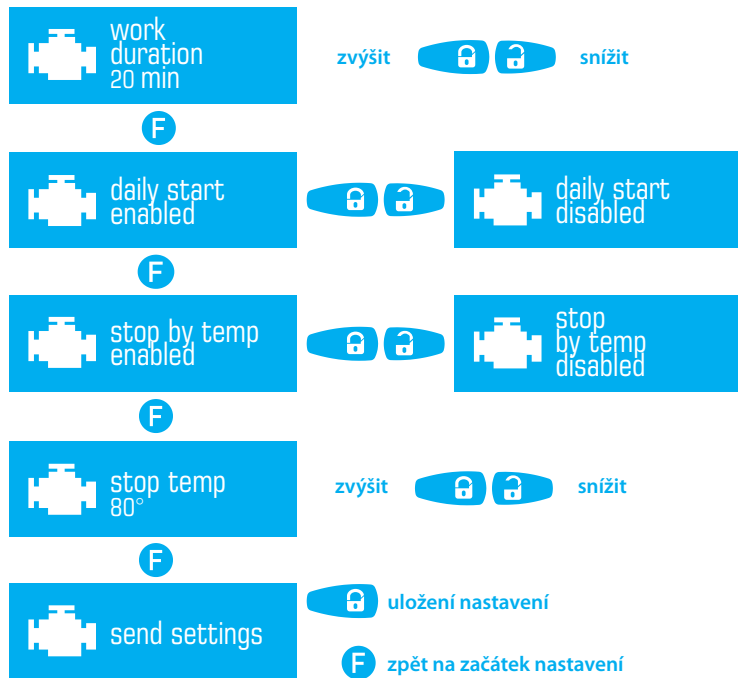 work
duration
20 min
zvýšit
snížit
F
daily start
enabled
daily start
disabled
F
stop by temp
enabled
stop
by temp
disabled
F
stop temp
80°
zvýšit
snížit
F
send settings
uložení nastavení
F zpět na začátek nastavení